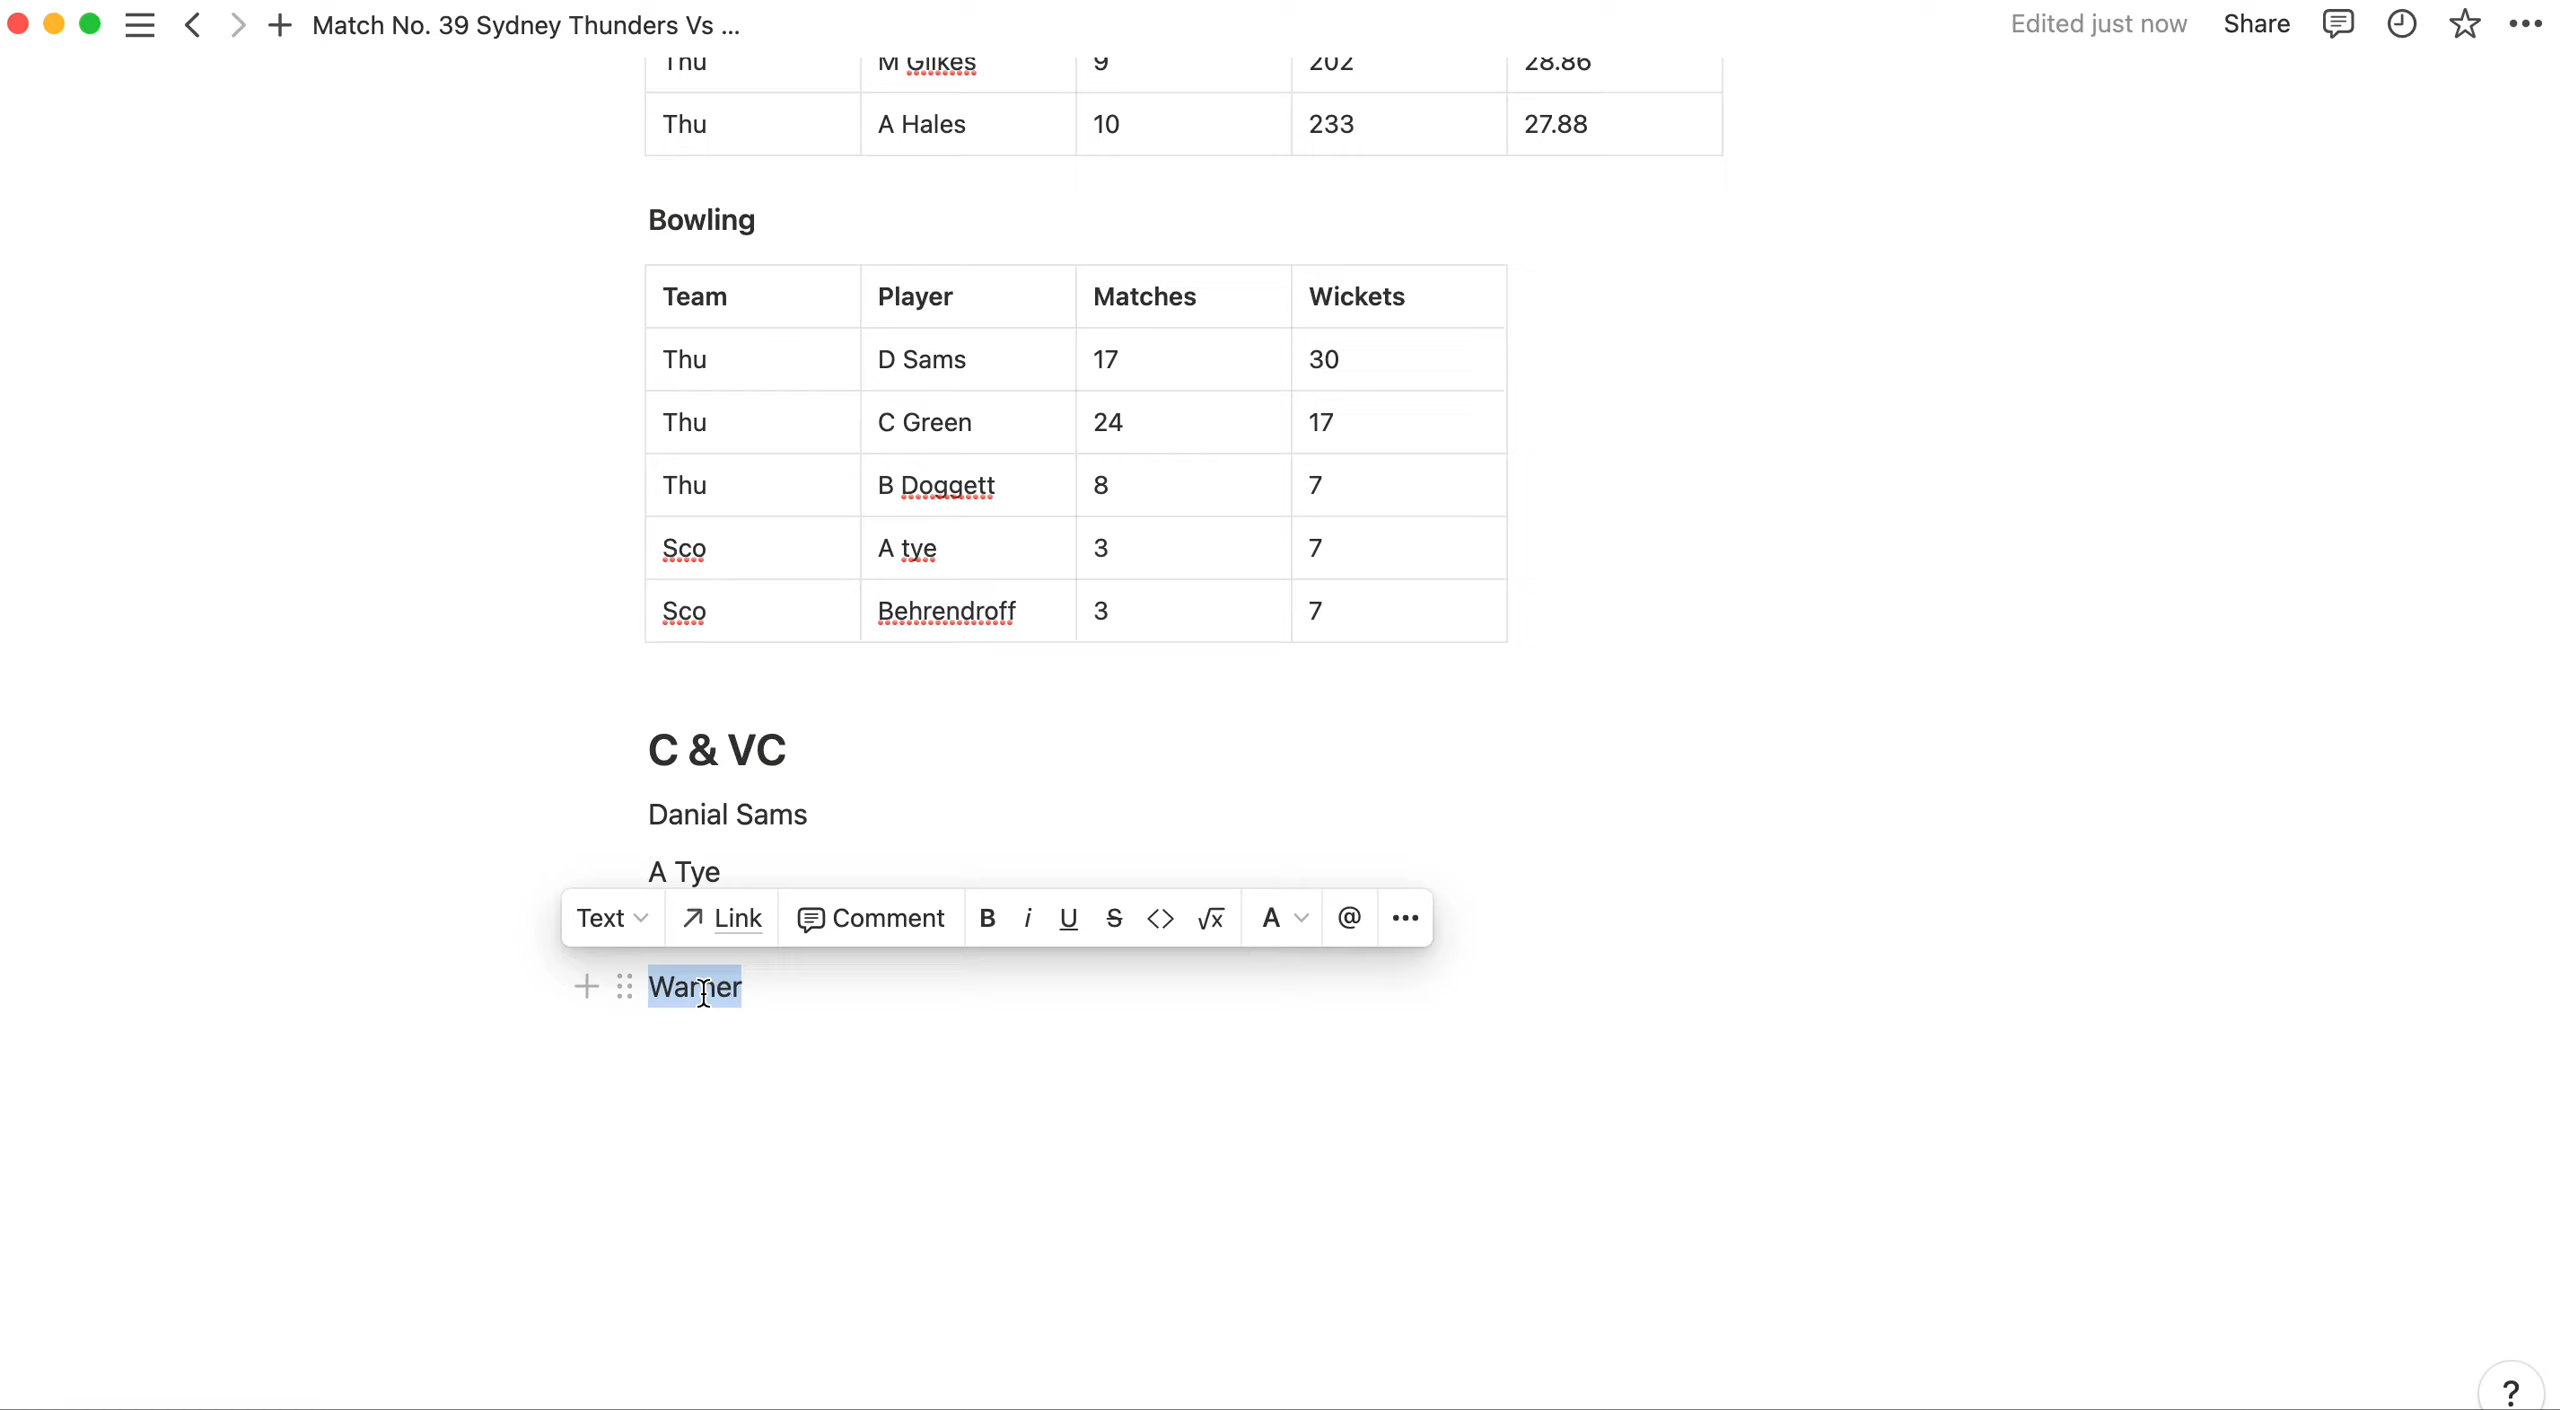 Match No. 39 Sydney Thunders Vs ...
Edited just now Share
Thu M Gilkes 9 202 28.86
Thu A Hales 10 233 27.88
Bowling
Team Player Matches Wickets
Thu D Sams 17 30
Thu C Green 24 17
Thu B Doggett 8 7
Sco A tye 3 7
Sco Behrendroff 3 7
C & VC
Danial Sams
A Tye
Text Link Comment B i U S <> √x A @ •••
Warner
?